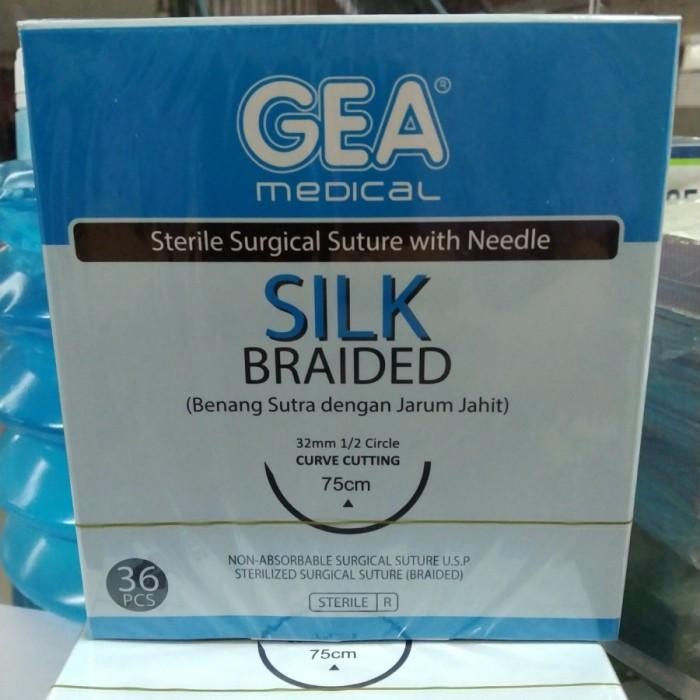 GEA®
MEDICAL
Sterile Surgical Suture with Needle
SILK
BRAIDED
(Benang Sutra dengan Jarum Jahit)
32mm 1/2 Circle
CURVE CUTTING
75cm
36
PCS
NON-ABSORBABLE SURGICAL SUTURE U.S.P
STERILIZED SURGICAL SUTURE (BRAIDED)
STERILE R
75cm